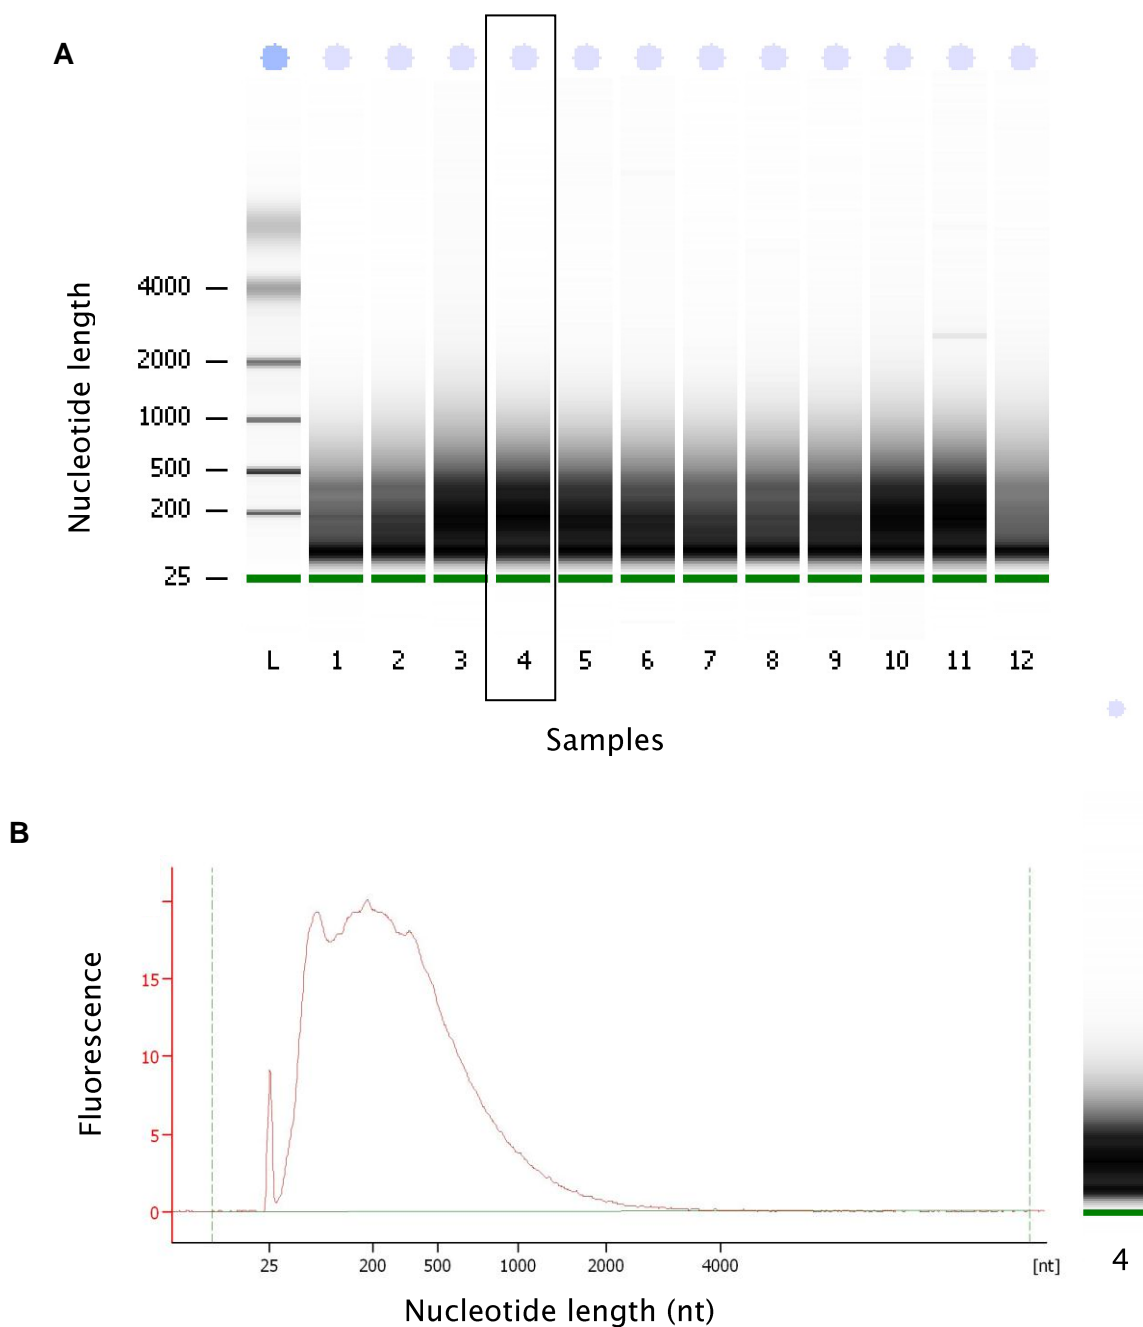 A
Nucleotide length
4000
2000
1000
500
200
25
L 1 2 3 4 5 6 7 8 9 10 11 12
Samples
B
Fluorescence
15
10
5
0
25 200 500 1000 2000 4000 [nt]
Nucleotide length (nt)
4